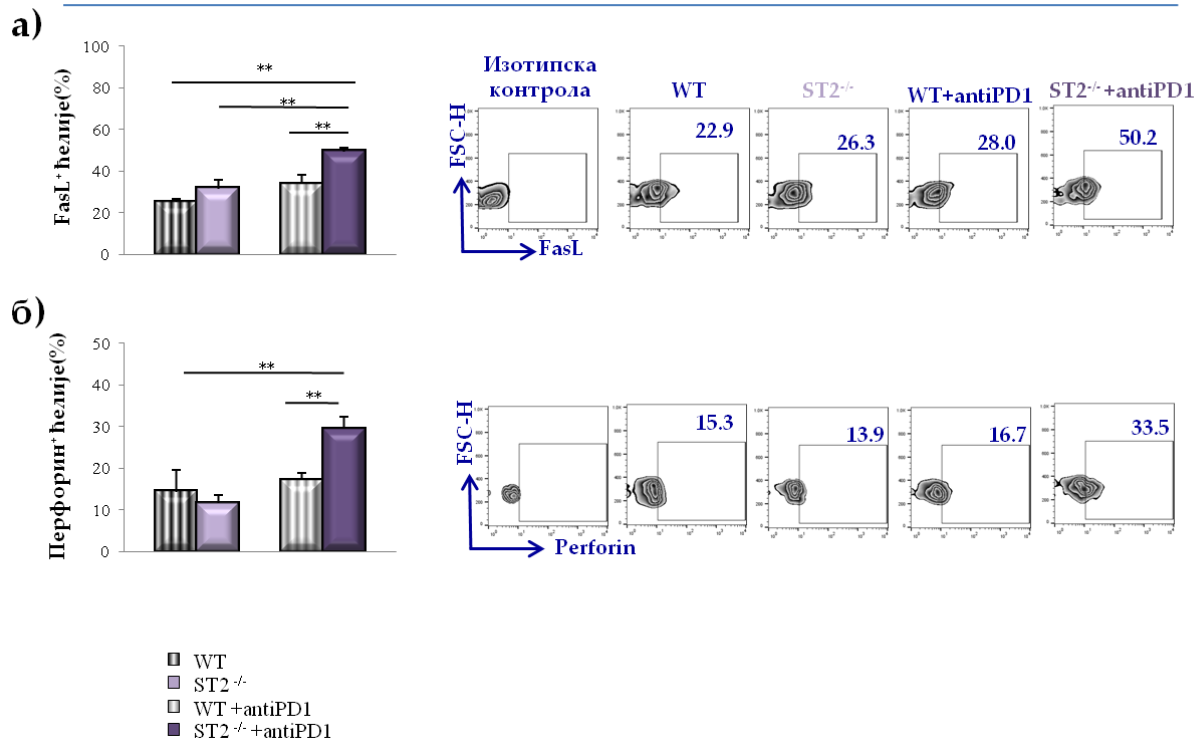 а)
FasL⁺ ћелије(%)
100
80
60
40
20
0
**
**
**
Изотипска контрола
WT
ST2⁻/⁻
WT+antiPD1
ST2⁻/⁻+antiPD1
FSC-H
22.9
26.3
28.0
50.2
FasL
б)
Перфорин⁺ ћелије(%)
50
40
30
20
10
0
**
**
FSC-H
15.3
13.9
16.7
33.5
Perforin
WT
ST2⁻/⁻
WT+antiPD1
ST2⁻/⁻+antiPD1